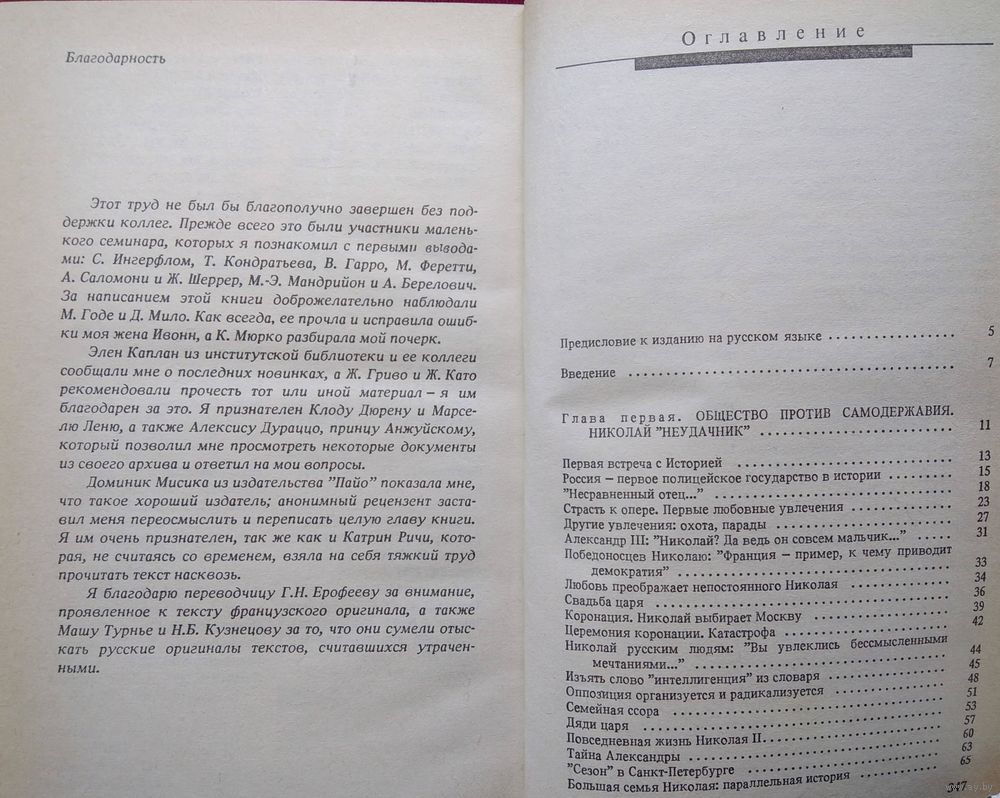 Благодарность
Этот труд не был бы благополучно завершен без под-
держки коллег. Прежде всего это были участники малень-
кого семинара, которых я познакомил с первыми вывода-
ми: С. Ингерфлом, Т. Кондратьева, В. Гарро, М. Феретти,
А. Саломони и Ж. Шеррер, М.-Э. Мандрийон и А. Берелович.
За написанием этой книги доброжелательно наблюдали
М. Годе и Д. Мило. Как всегда, ее прочла и исправила ошиб-
ки моя жена Ивонн, а К. Мюрко разбирала мой почерк.
Элен Каплан из институтской библиотеки и ее коллеги
сообщали мне о последних новинках, а Ж. Гриво и Ж. Като
рекомендовали прочесть тот или иной материал – я им
благодарен за это. Я признателен Клоду Дюрену и Марсе-
лю Леню, а также Алексису Дураццо, принцу Анжуйскому,
который позволил мне просмотреть некоторые документы
из своего архива и ответил на мои вопросы.
Доминик Мисика из издательства "Пайо" показала мне,
что такое хороший издатель; анонимный рецензент заста-
вил меня переосмыслить и переписать целую главу книги.
Я им очень признателен, так же как и Катрин Ричи, кото-
рая, не считаясь со временем, взяла на себя тяжкий труд
прочитать текст насквозь.
Я благодарю переводчицу Г.Н. Ерофееву за внимание,
проявленное к тексту французского оригинала, а также
Машу Турнье и Н.Б. Кузнецову за то, что они сумели отыс-
кать русские оригиналы текстов, считавшихся утрачен-
ными.
Оглавление
Предисловие к изданию на русском языке . . . . . . . . . . 5
Введение . . . . . . . . . . 7
Глава первая. ОБЩЕСТВО ПРОТИВ САМОДЕРЖАВИЯ.
НИКОЛАЙ "НЕУДАЧНИК" . . . . . . . . . . 11
Первая встреча с Историей . . . . . . . . . . 13
Россия – первое полицейское государство в истории . . . . . . . . . . 15
"Несравненный отец..." . . . . . . . . . . 18
Страсть к опере. Первые любовные увлечения . . . . . . . . . . 23
Другие увлечения: охота, парады . . . . . . . . . . 27
Александр III: "Николай? Да ведь он совсем мальчик..." . . . . . 31
Победоносцев Николаю: "Франция – пример, к чему приводит
демократия" . . . . . . . . . . 33
Любовь преображает непостоянного Николая . . . . . . . . . . 34
Свадьба царя . . . . . . . . . . 36
Коронация. Николай выбирает Москву . . . . . . . . . . 39
Церемония коронации. Катастрофа . . . . . . . . . . 42
Николай русским людям: "Вы увлеклись бессмысленными
мечтаниями..." . . . . . . . . . . 44
Изъять слово "интеллигенция" из словаря . . . . . . . . . . 45
Оппозиция организуется и радикализуется . . . . . . . . . . 48
Семейная ссора . . . . . . . . . . 51
Дяди царя . . . . . . . . . . 53
Повседневная жизнь Николая II . . . . . . . . . . 57
Тайна Александры . . . . . . . . . . 60
"Сезон" в Санкт-Петербурге . . . . . . . . . . 63
Большая семья Николая: параллельная история . . . . . . . . . . 65
347